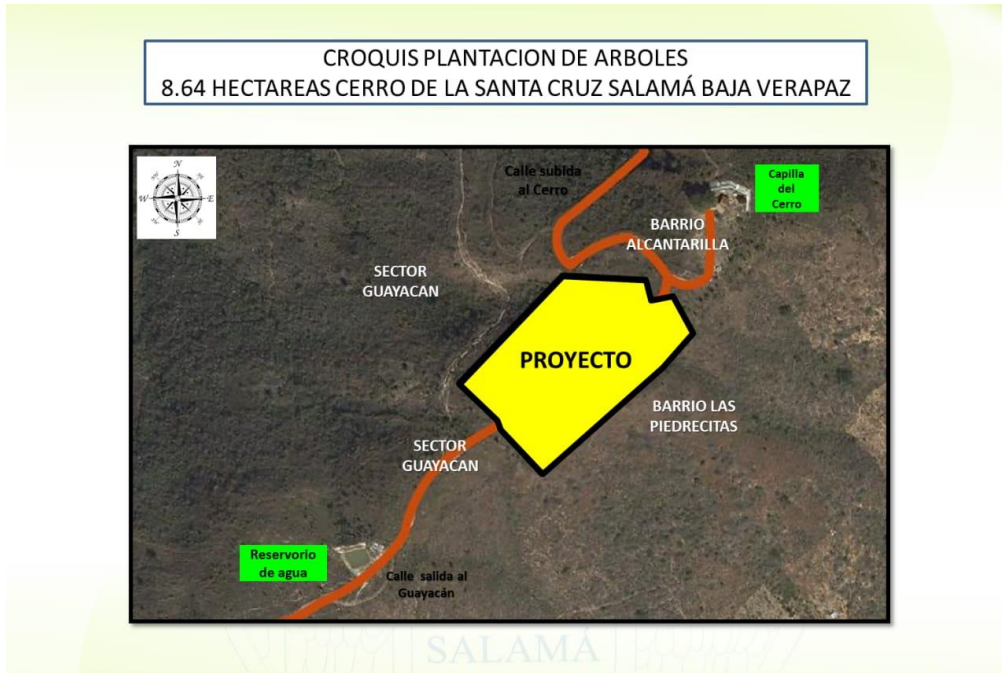 CROQUIS PLANTACION DE ARBOLES
8.64 HECTAREAS CERRO DE LA SANTA CRUZ SALAMÁ BAJA VERAPAZ
N
W
E
S
Calle subida
al Cerro
Capilla
del
Cerro
BARRIO
ALCANTARILLA
SECTOR
GUAYACAN
PROYECTO
BARRIO LAS
PIEDRECITAS
SECTOR
GUAYACAN
Reservorio
de agua
Calle salida al
Guayacán
SALAMÁ